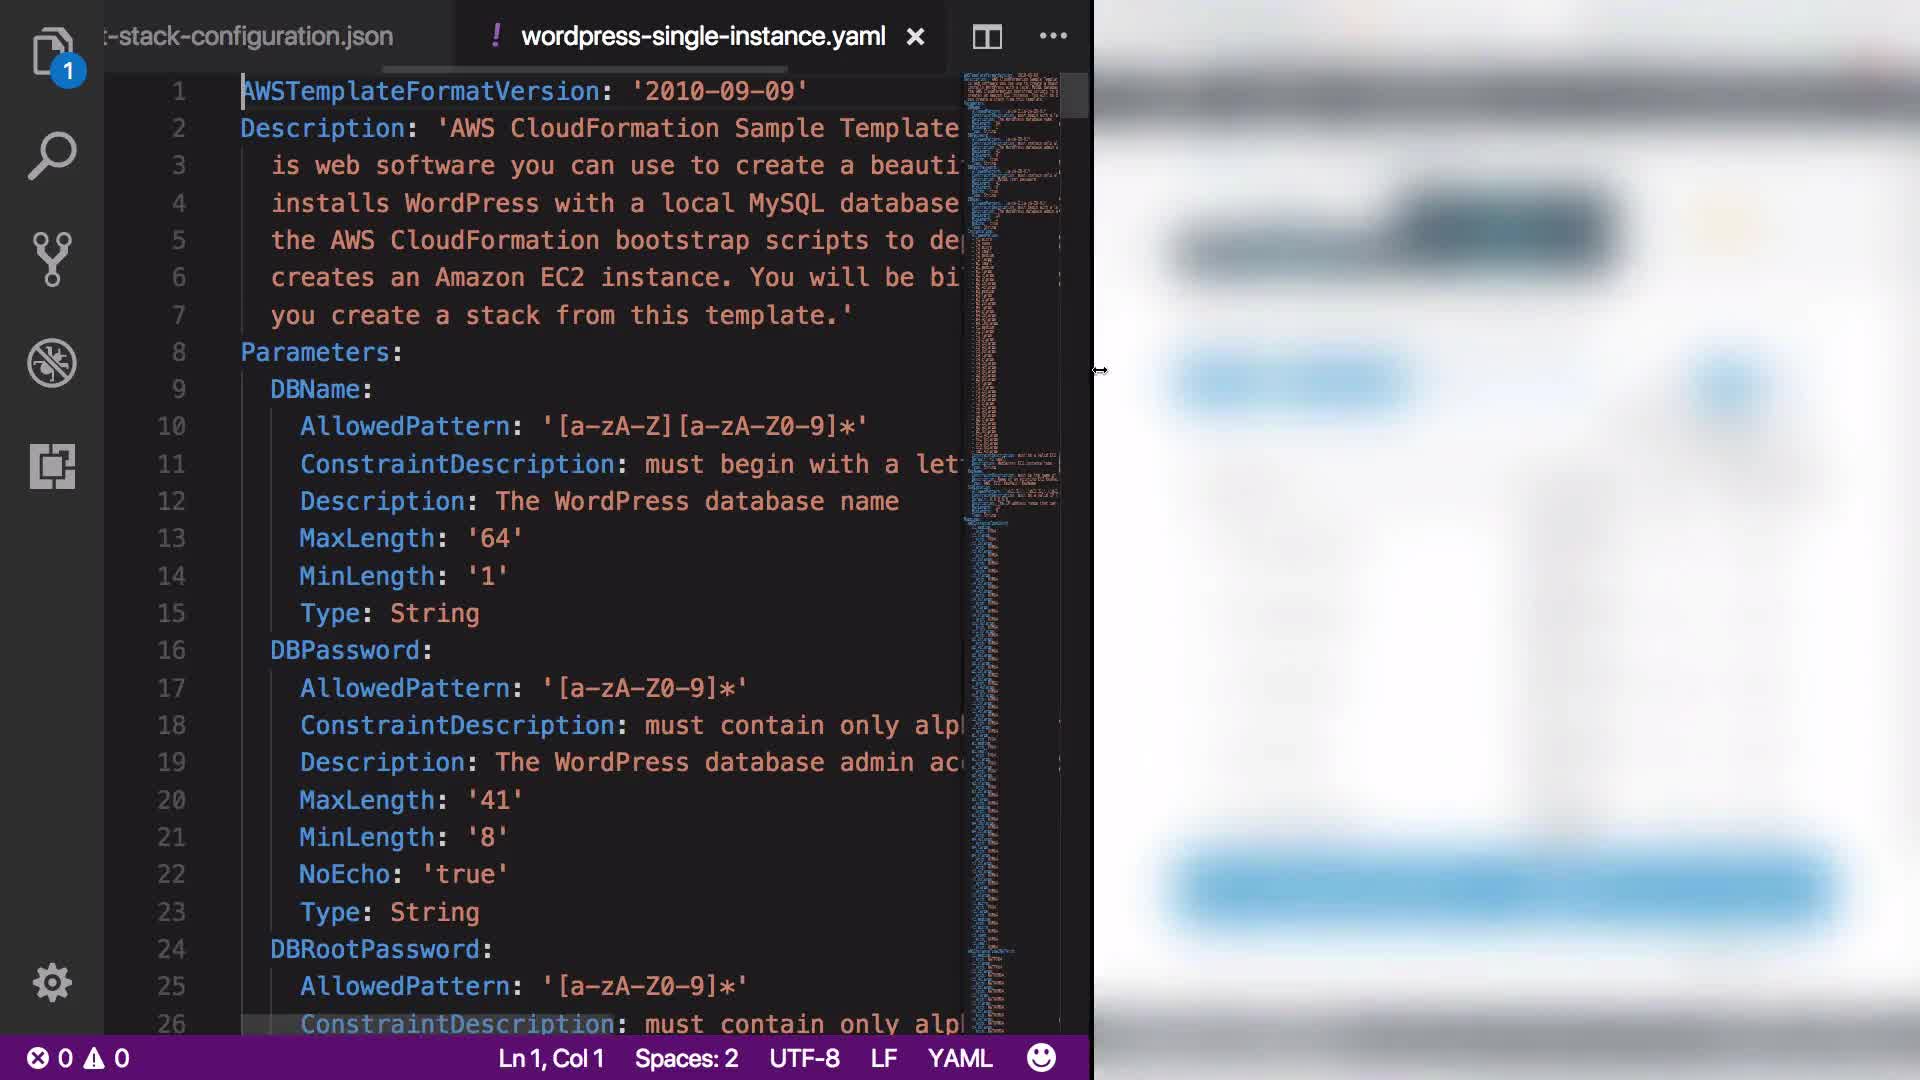 t-stack-configuration.json
! wordpress-single-instance.yaml
1
1 AWSTemplateFormatVersion: '2010-09-09'
2 Description: 'AWS CloudFormation Sample Template
3 is web software you can use to create a beauti
4 installs WordPress with a local MySQL database
5 the AWS CloudFormation bootstrap scripts to de
6 creates an Amazon EC2 instance. You will be bi
7 you create a stack from this template.'
8 Parameters:
9 DBName:
10 AllowedPattern: '[a-zA-Z][a-zA-Z0-9]*'
11 ConstraintDescription: must begin with a let
12 Description: The WordPress database name
13 MaxLength: '64'
14 MinLength: '1'
15 Type: String
16 DBPassword:
17 AllowedPattern: '[a-zA-Z0-9]*'
18 ConstraintDescription: must contain only alp
19 Description: The WordPress database admin ac
20 MaxLength: '41'
21 MinLength: '8'
22 NoEcho: 'true'
23 Type: String
24 DBRootPassword:
25 AllowedPattern: '[a-zA-Z0-9]*'
26 ConstraintDescription: must contain only alp
0 0 Ln 1, Col 1 Spaces: 2 UTF-8 LF YAML